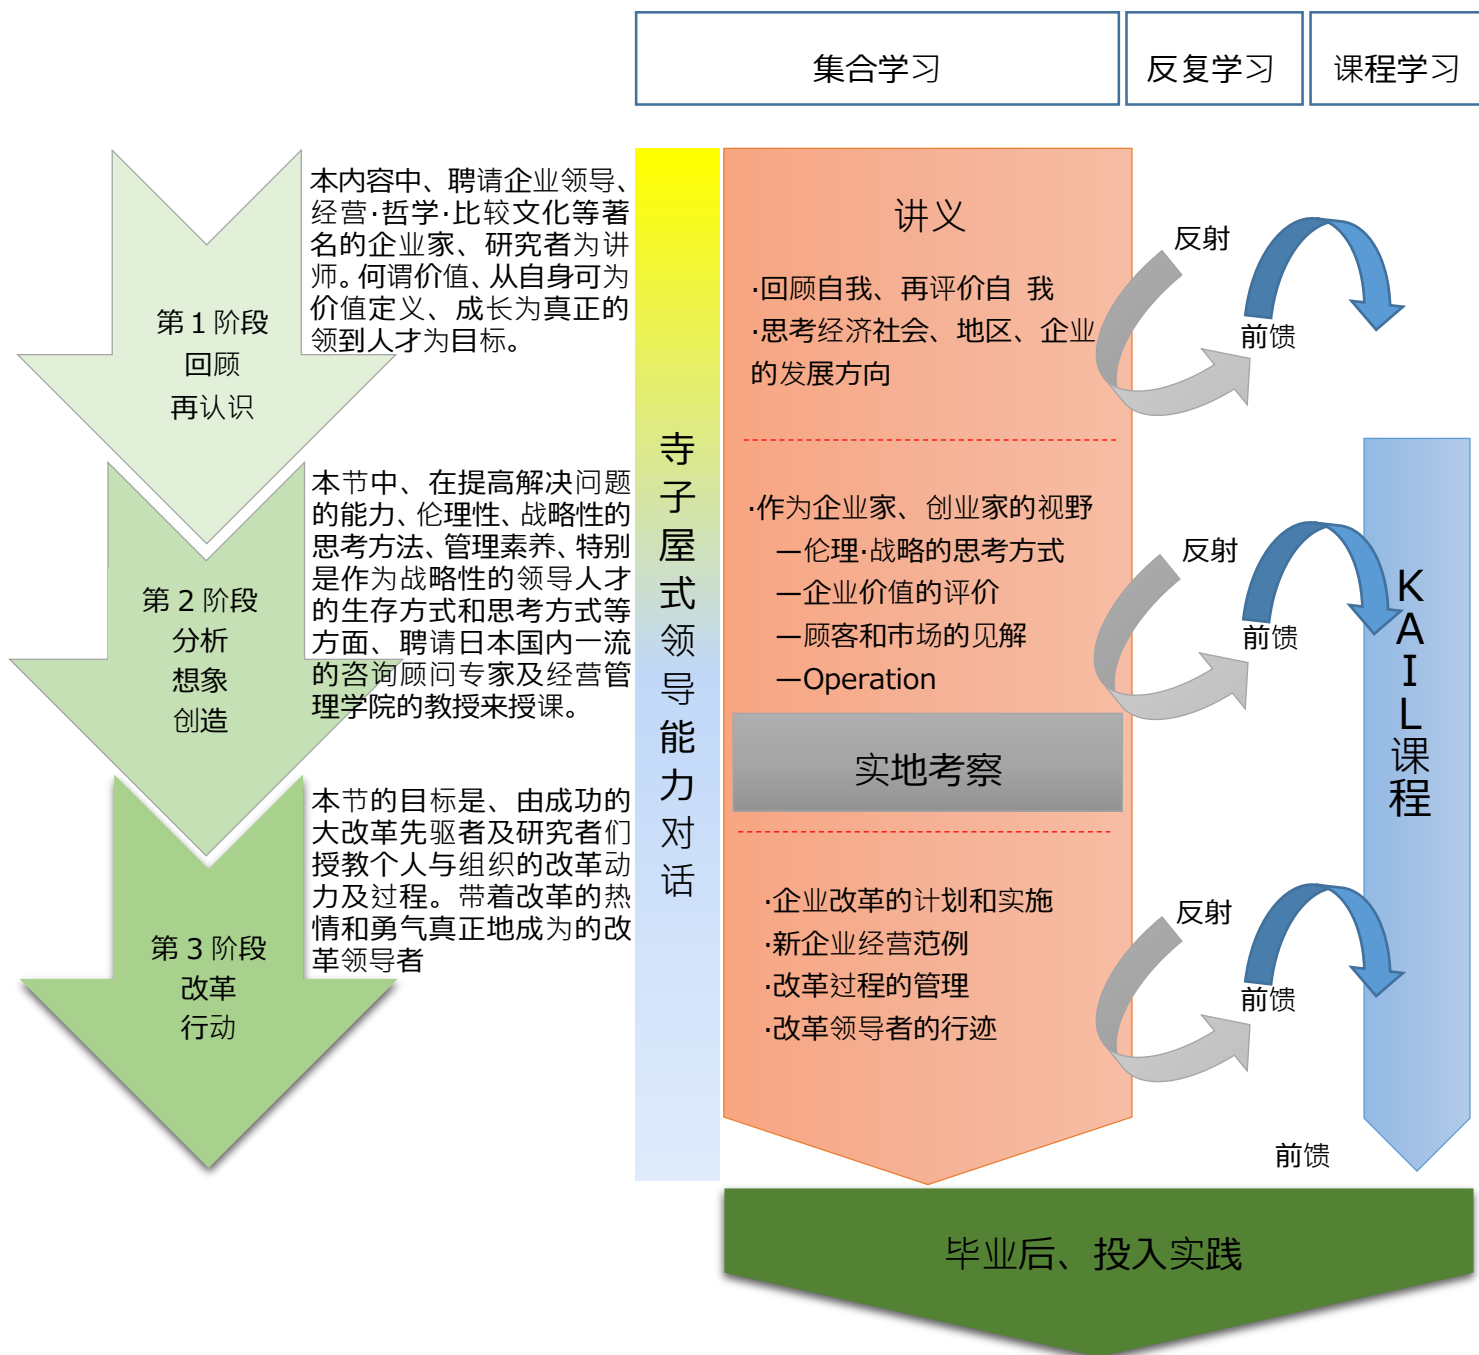 集合学习
反复学习
课程学习
第1阶段
回顾
再认识
本内容中、聘请企业领导、
经营·哲学·比较文化等著
名的企业家、研究者为讲
师。何谓价值、从自身可为
价值定义、成长为真正的
领到人才为目标。
第2阶段
分析
想象
创造
本节中、在提高解决问题
的能力、伦理性、战略性的
思考方法、管理素养、特别
是作为战略性的领导人才
的生存方式和思考方式等
方面、聘请日本国内一流
的咨询顾问专家及经营管
理学院的教授来授课。
第3阶段
改革
行动
本节的目标是、由成功的
大改革先驱者及研究者们
授教个人与组织的改革动
力及过程。带着改革的热
情和勇气真正地成为的改
革领导者
寺子屋式领导能力对话
讲义
·回顾自我、再评价自 我
·思考经济社会、地区、企业
的发展方向
·作为企业家、创业家的视野
—伦理·战略的思考方式
—企业价值的评价
—顾客和市场的见解
—Operation
实地考察
·企业改革的计划和实施
·新企业经营范例
·改革过程的管理
·改革领导者的行迹
反射
前馈
反射
前馈
反射
前馈
前馈
KAIL课程
毕业后、投入实践